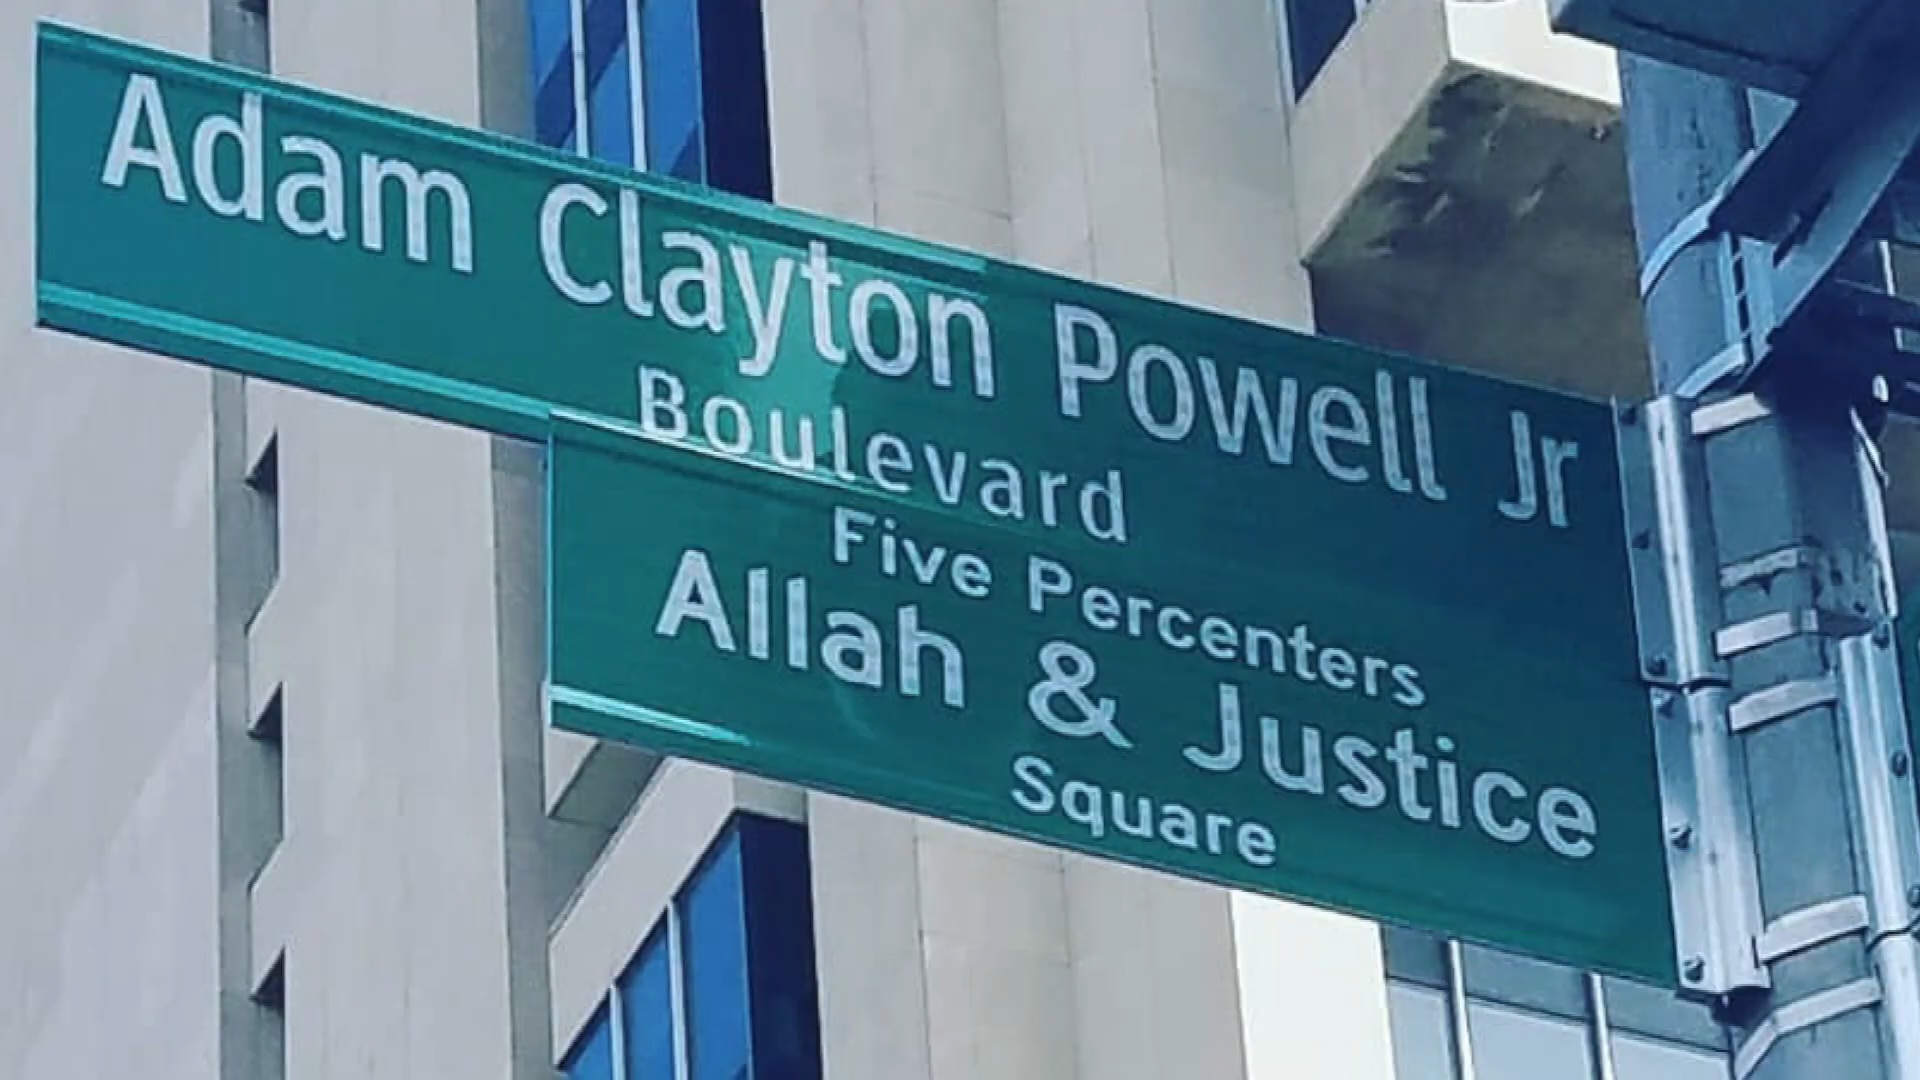 Adam Clayton Powell Jr
Boulevard
Five Percenters
Allah & Justice
Square